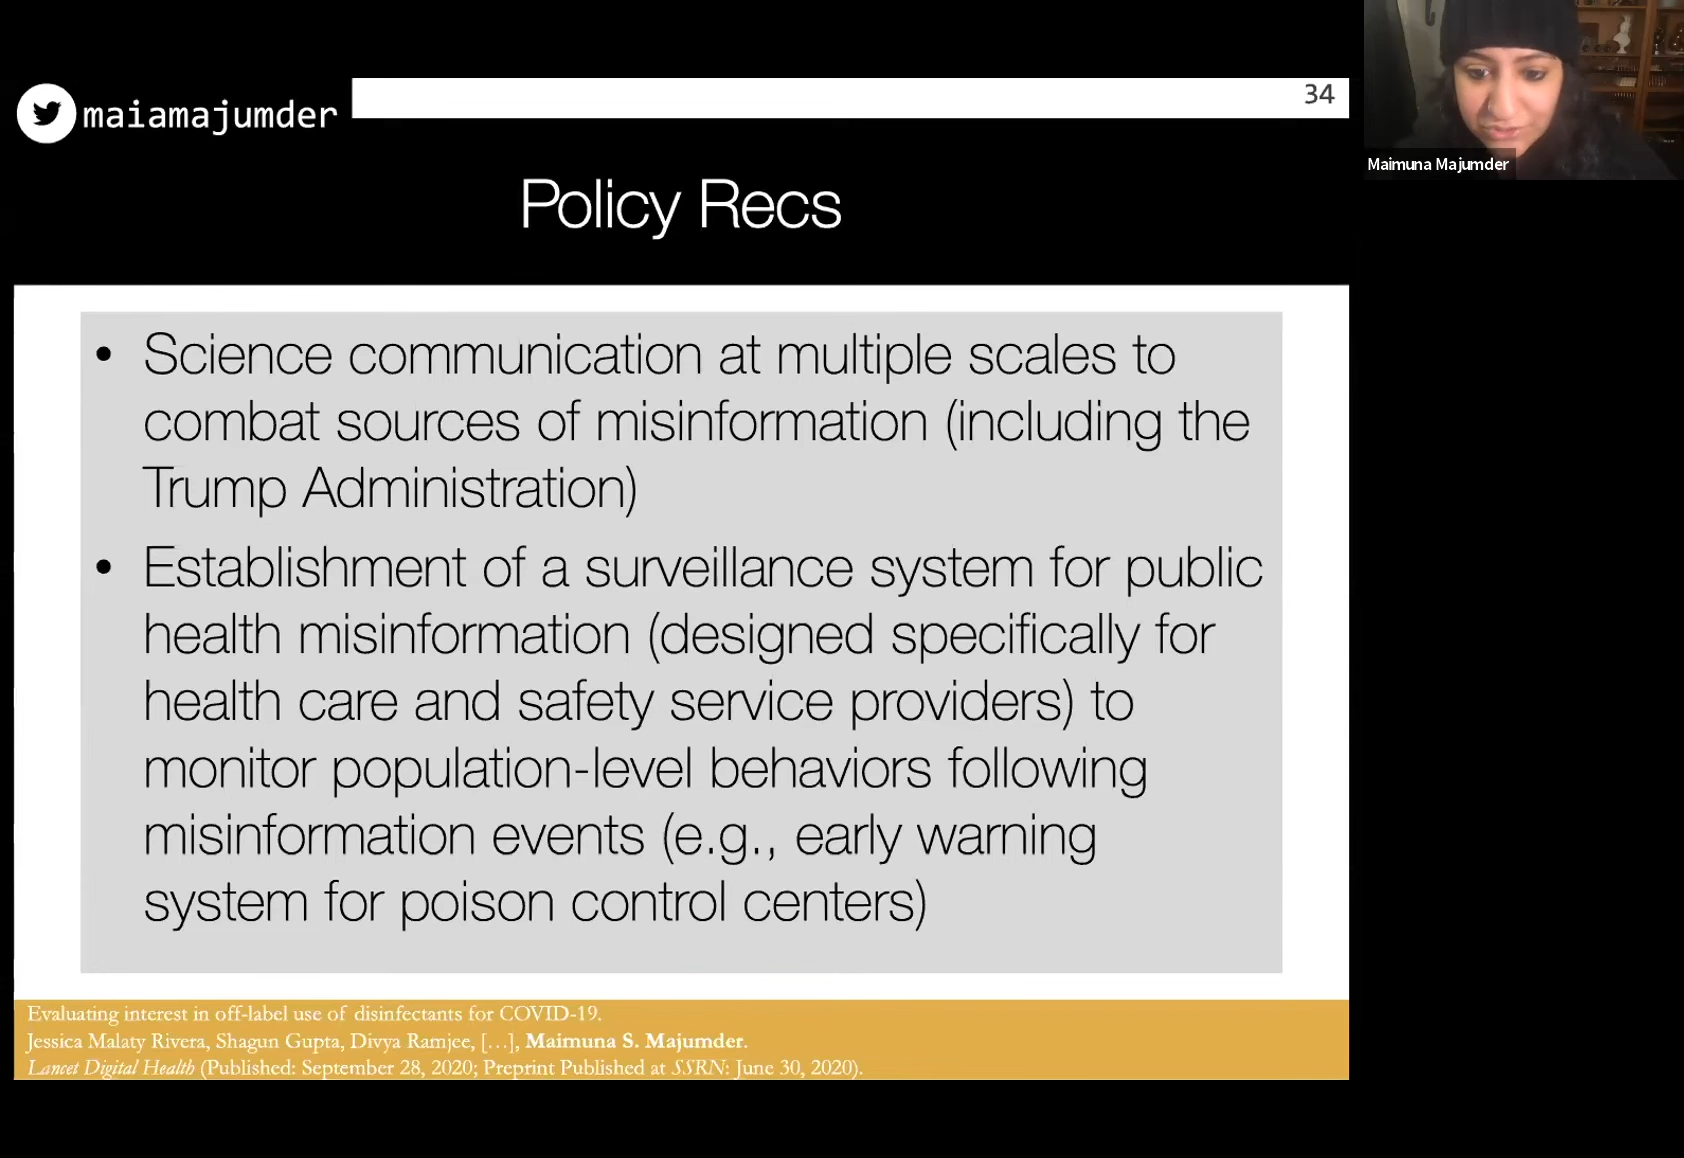 maiamajumder
34
Maimuna Majumder
Policy Recs
• Science communication at multiple scales to
combat sources of misinformation (including the
Trump Administration)
• Establishment of a surveillance system for public
health misinformation (designed specifically for
health care and safety service providers) to
monitor population-level behaviors following
misinformation events (e.g., early warning
system for poison control centers)
Evaluating interest in off-label use of disinfectants for COVID-19.
Jessica Malaty Rivera, Shagun Gupta, Divya Ramjee, […], Maimuna S. Majumder.
Lancet Digital Health (Published: September 28, 2020; Preprint Published at SSRN: June 30, 2020).